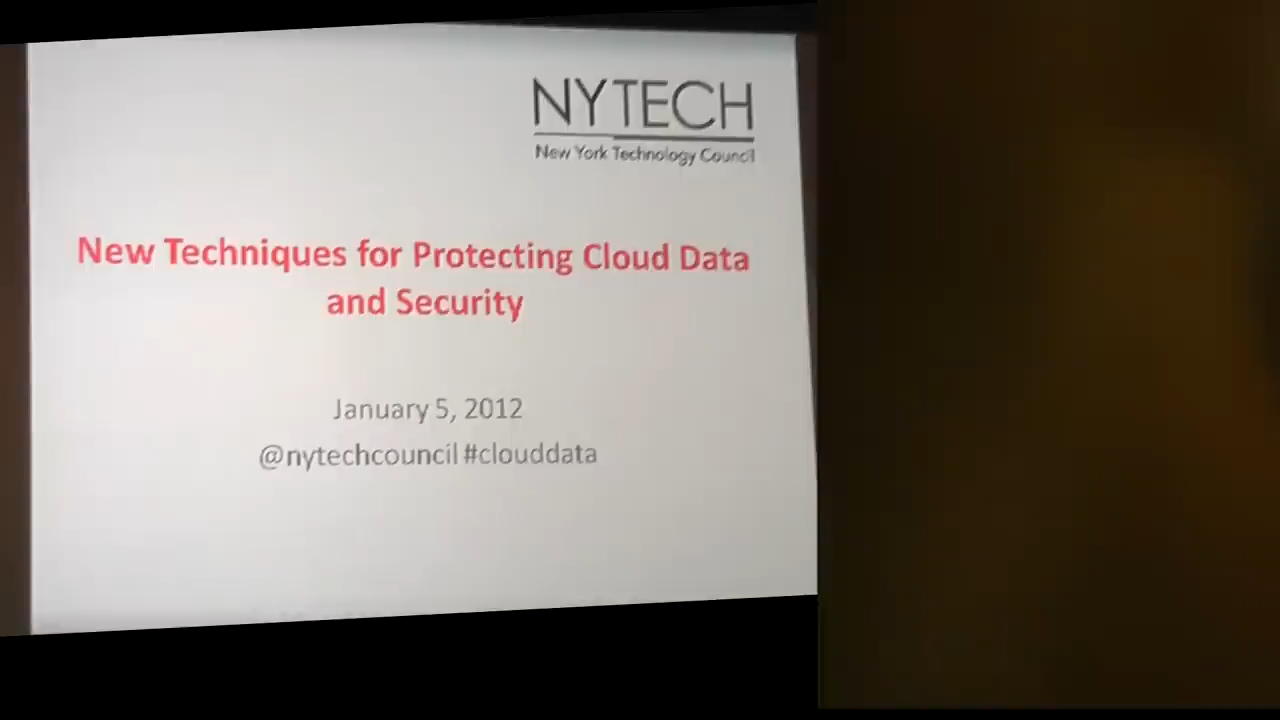 NYTECH
New York Technology Council
New Techniques for Protecting Cloud Data
and Security
January 5, 2012
@nytechcouncil #clouddata